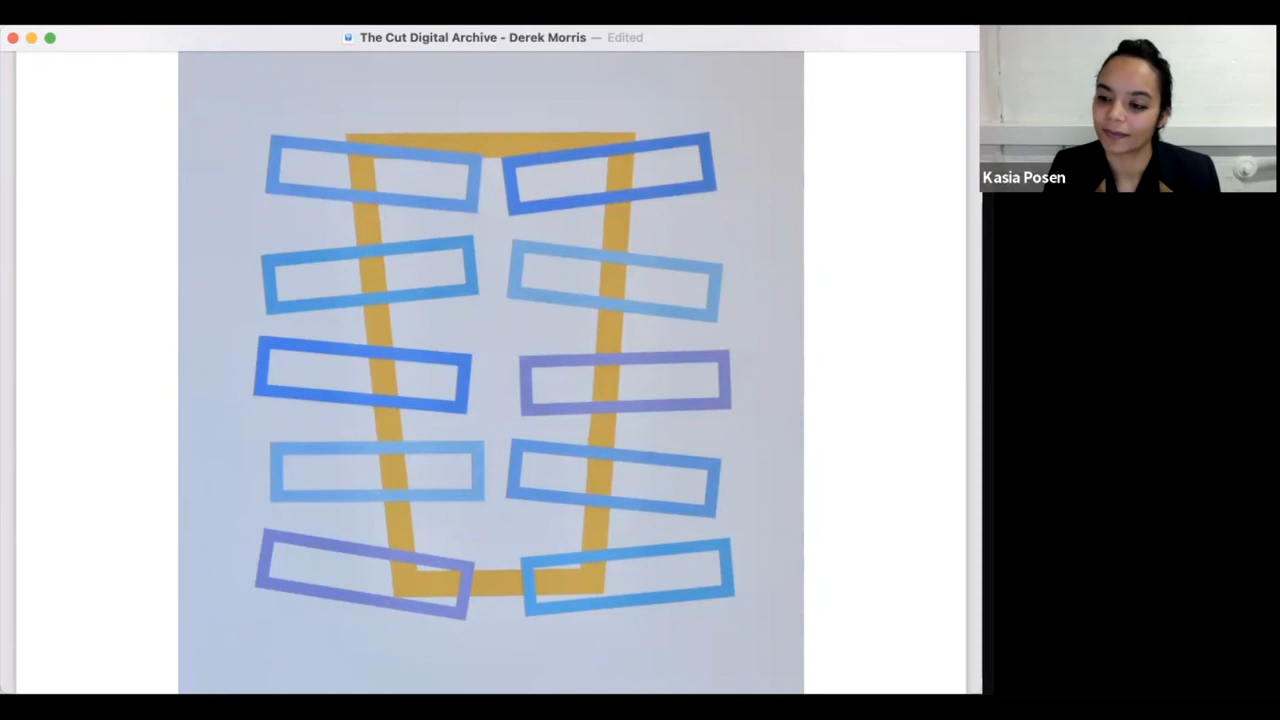 The Cut Digital Archive - Derek Morris — Edited
Kasia Posen